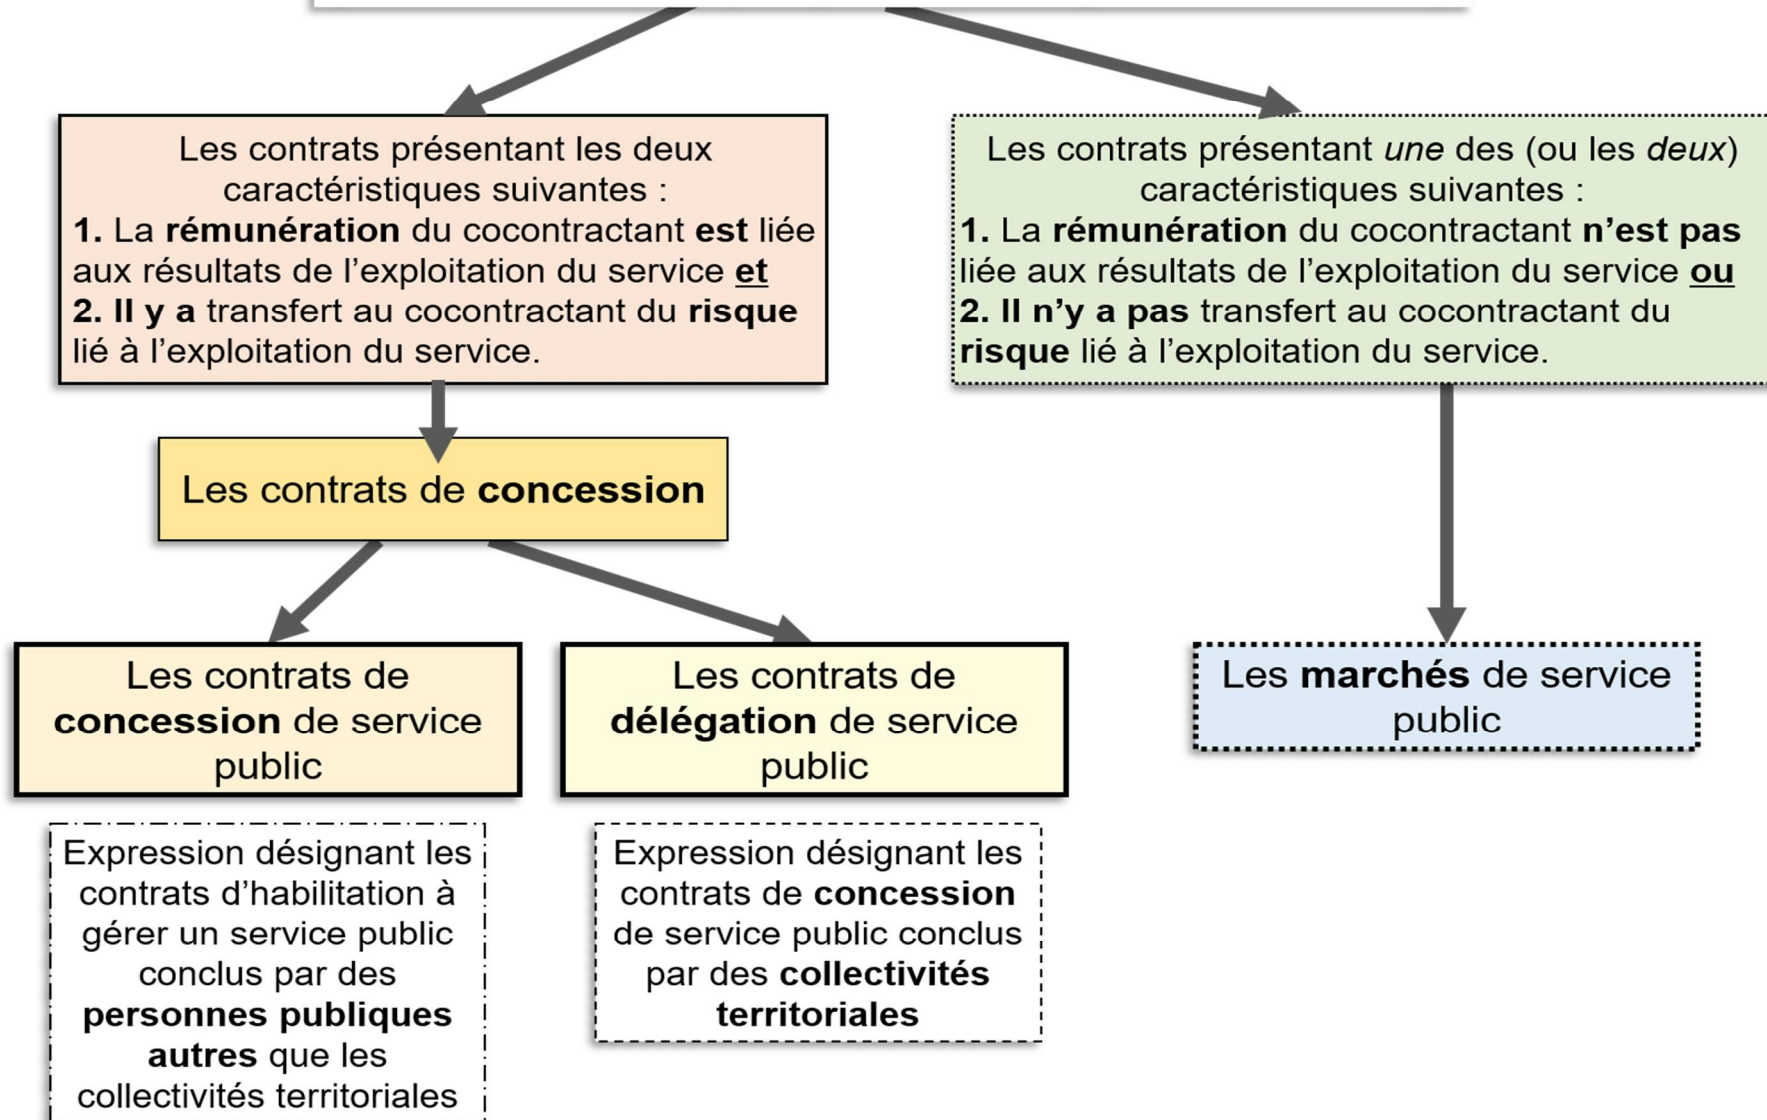 Les contrats présentant les deux
caractéristiques suivantes :
1. La rémunération du cocontractant est liée
aux résultats de l'exploitation du service et
2. Il y a transfert au cocontractant du risque
lié à l'exploitation du service.
Les contrats présentant une des (ou les deux)
caractéristiques suivantes :
1. La rémunération du cocontractant n'est pas
liée aux résultats de l'exploitation du service ou
2. Il n'y a pas transfert au cocontractant du
risque lié à l'exploitation du service.
Les contrats de concession
Les contrats de
concession de service
public
Les contrats de
délégation de service
public
Les marchés de service
public
Expression désignant les
contrats d'habilitation à
gérer un service public
conclus par des
personnes publiques
autres que les
collectivités territoriales
Expression désignant les
contrats de concession
de service public conclus
par des collectivités
territoriales